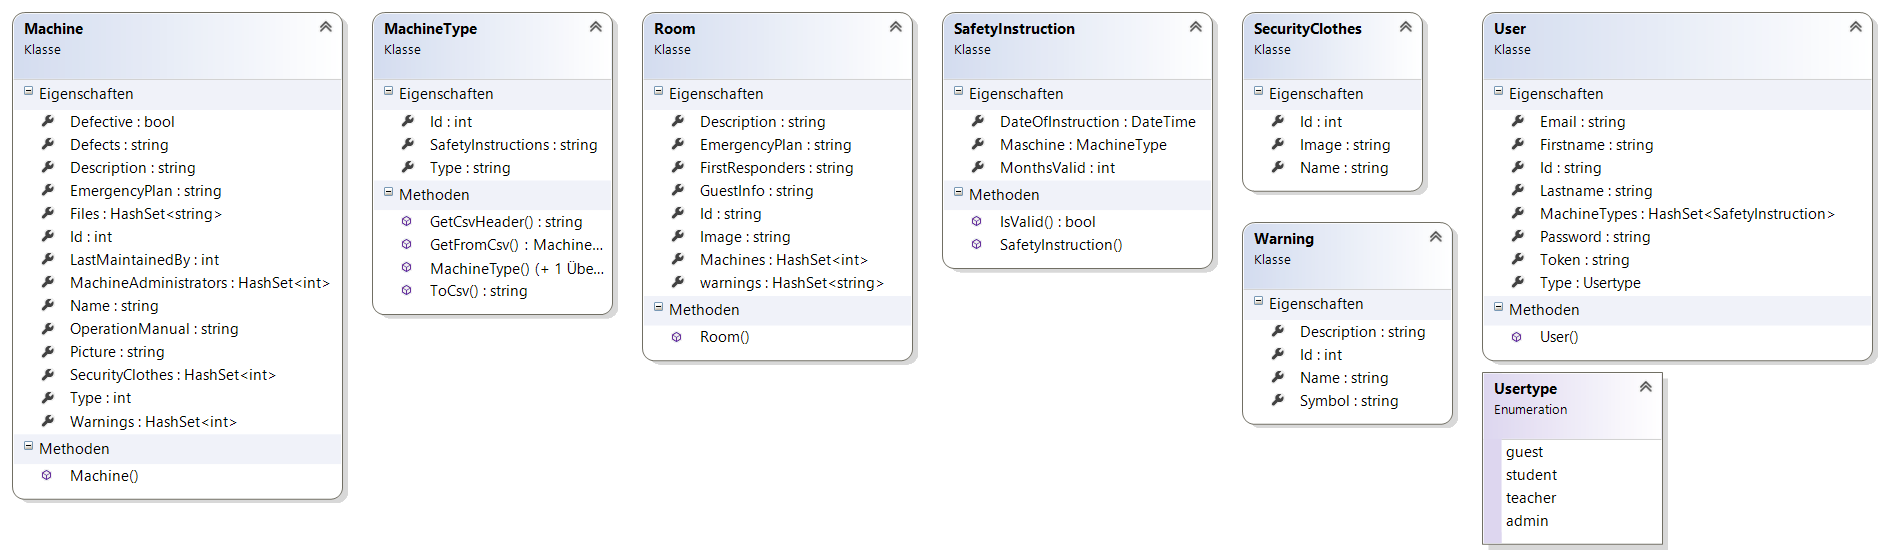 Machine
Klasse
Eigenschaften
Defective : bool
Defects : string
Description : string
EmergencyPlan : string
Files : HashSet<string>
Id : int
LastMaintainedBy : int
MachineAdministrators : HashSet<int>
Name : string
OperationManual : string
Picture : string
SecurityClothes : HashSet<int>
Type : int
Warnings : HashSet<int>
Methoden
Machine()
MachineType
Klasse
Eigenschaften
Id : int
SafetyInstructions : string
Type : string
Methoden
GetCsvHeader() : string
GetFromCsv() : Machine...
MachineType() (+ 1 Übe...
ToCsv() : string
Room
Klasse
Eigenschaften
Description : string
EmergencyPlan : string
FirstResponders : string
GuestInfo : string
Id : string
Image : string
Machines : HashSet<int>
warnings : HashSet<string>
Methoden
Room()
SafetyInstruction
Klasse
Eigenschaften
DateOfInstruction : DateTime
Maschine : MachineType
MonthsValid : int
Methoden
IsValid() : bool
SafetyInstruction()
SecurityClothes
Klasse
Eigenschaften
Id : int
Image : string
Name : string
Warning
Klasse
Eigenschaften
Description : string
Id : int
Name : string
Symbol : string
User
Klasse
Eigenschaften
Email : string
Firstname : string
Id : string
Lastname : string
MachineTypes : HashSet<SafetyInstruction>
Password : string
Token : string
Type : Usertype
Methoden
User()
Usertype
Enumeration
guest
student
teacher
admin